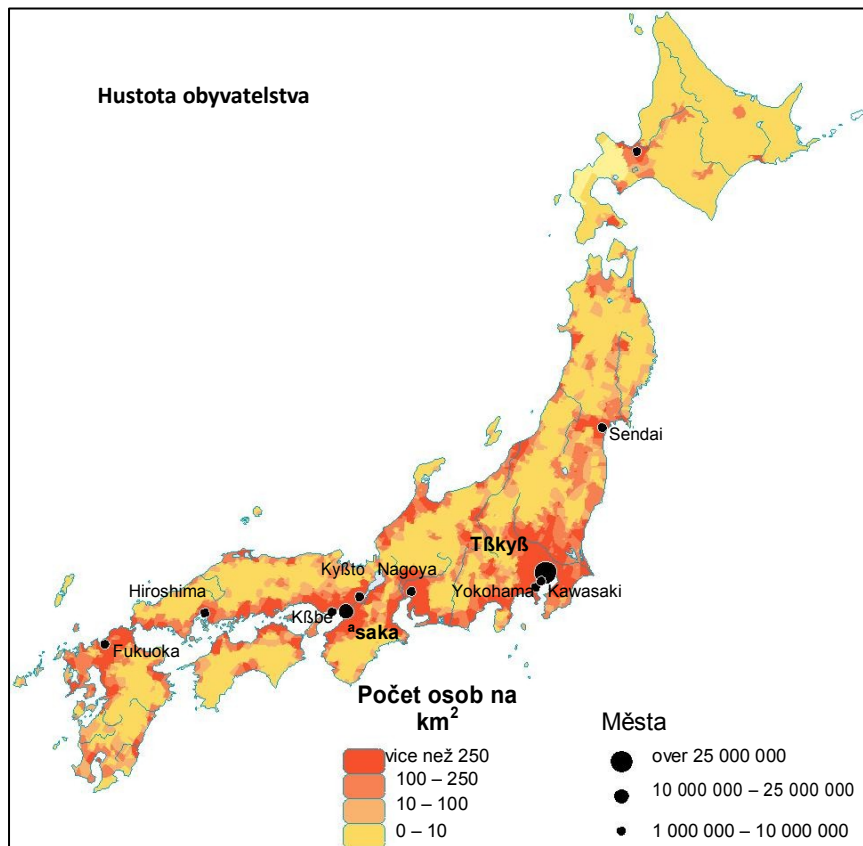 Hustota obyvatelstva
Sendai
Tßkyß
Kyßto
Nagoya
Hiroshima
Yokohama
Kawasaki
Kßbe
ªsaka
Fukuoka
Počet osob na
km²
vice než 250
100 – 250
10 – 100
0 – 10
Města
over 25 000 000
10 000 000 – 25 000 000
1 000 000 – 10 000 000